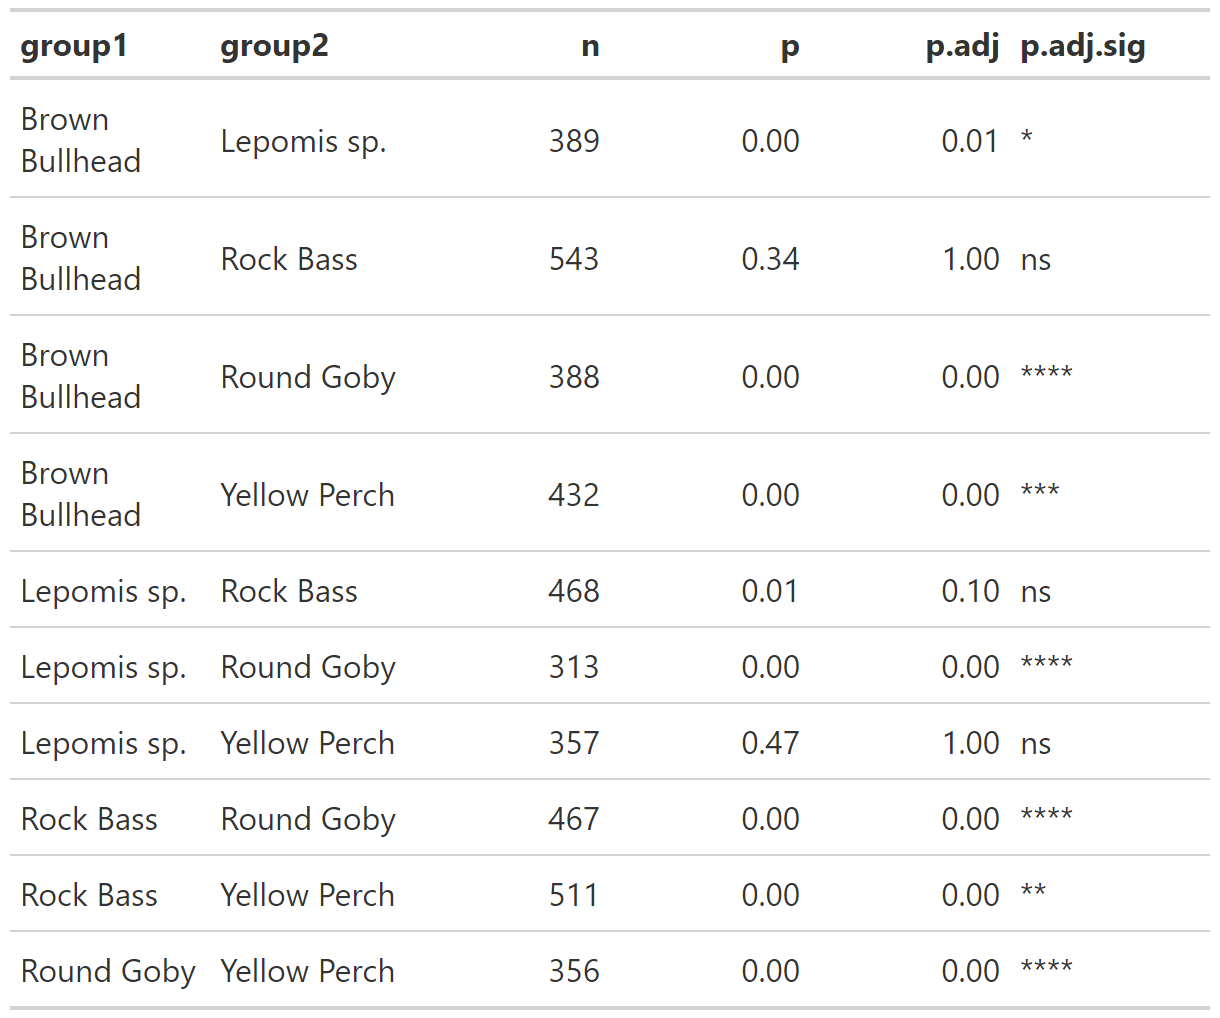 group1 group2 n p p.adj p.adj.sig
Brown
Bullhead Lepomis sp. 389 0.00 0.01 *
Brown
Bullhead Rock Bass 543 0.34 1.00 ns
Brown
Bullhead Round Goby 388 0.00 0.00 ****
Brown
Bullhead Yellow Perch 432 0.00 0.00 ***
Lepomis sp. Rock Bass 468 0.01 0.10 ns
Lepomis sp. Round Goby 313 0.00 0.00 ****
Lepomis sp. Yellow Perch 357 0.47 1.00 ns
Rock Bass Round Goby 467 0.00 0.00 ****
Rock Bass Yellow Perch 511 0.00 0.00 **
Round Goby Yellow Perch 356 0.00 0.00 ****